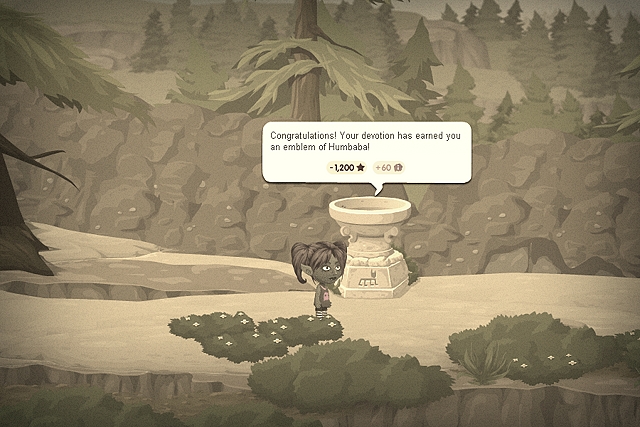 Congratulations! Your devotion has earned you
an emblem of Humbaba!
-1,200 +60